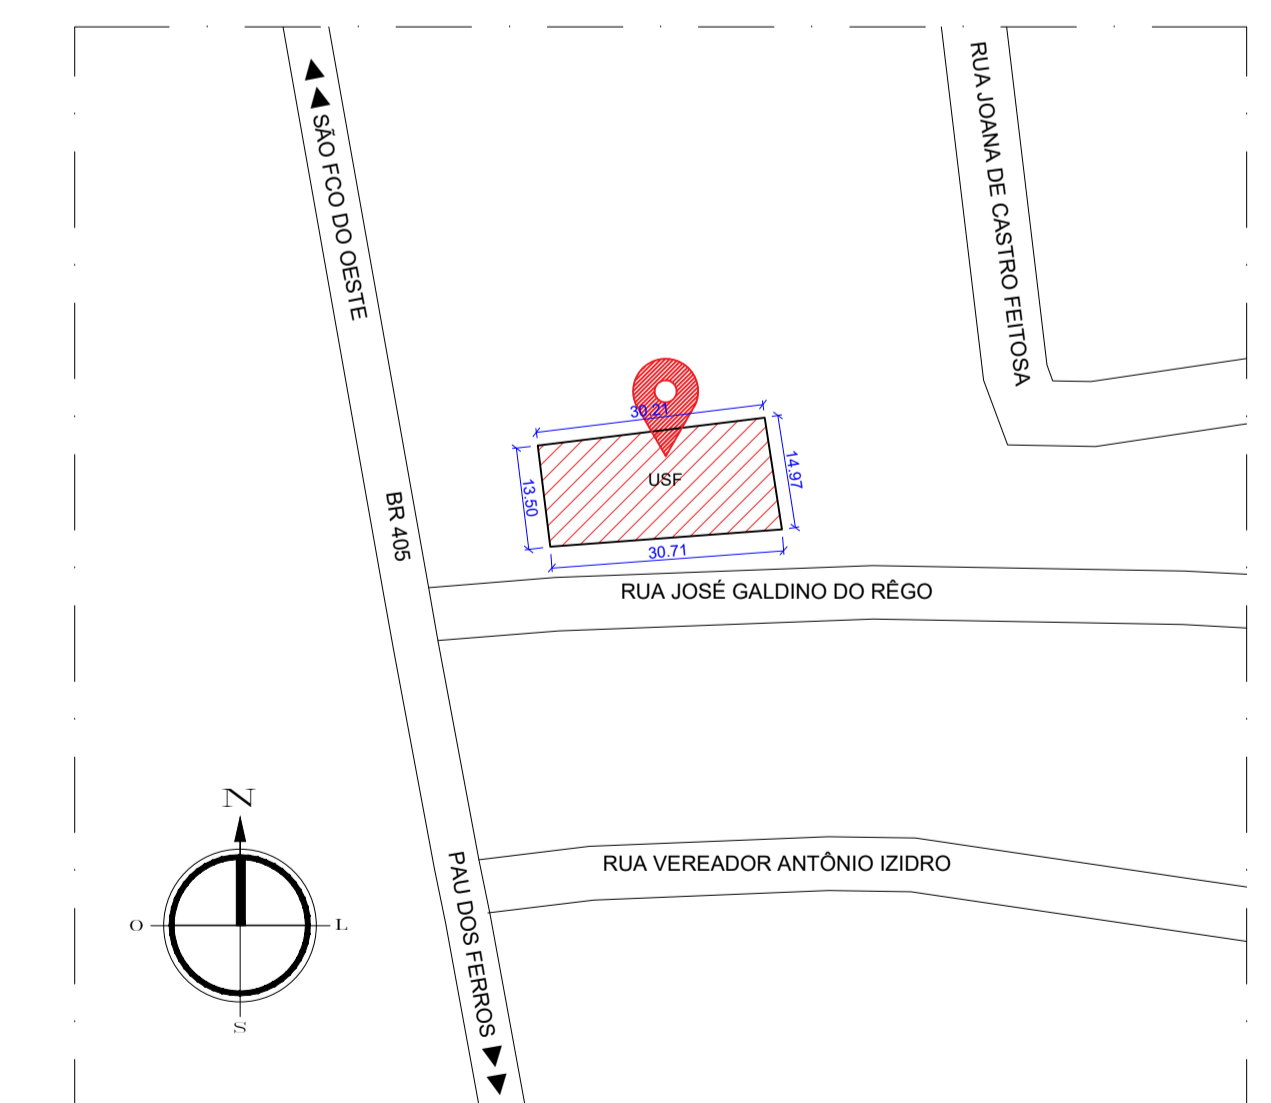 RUA JOANA DE CASTRO FEITOSA
SÃO FCO DO OESTE
30.21
14.97
USF
13.50
BR 405
30.71
RUA JOSÉ GALDINO DO RÊGO
N
RUA VEREADOR ANTÔNIO IZIDRO
PAU DOS FERROS
O
L
S